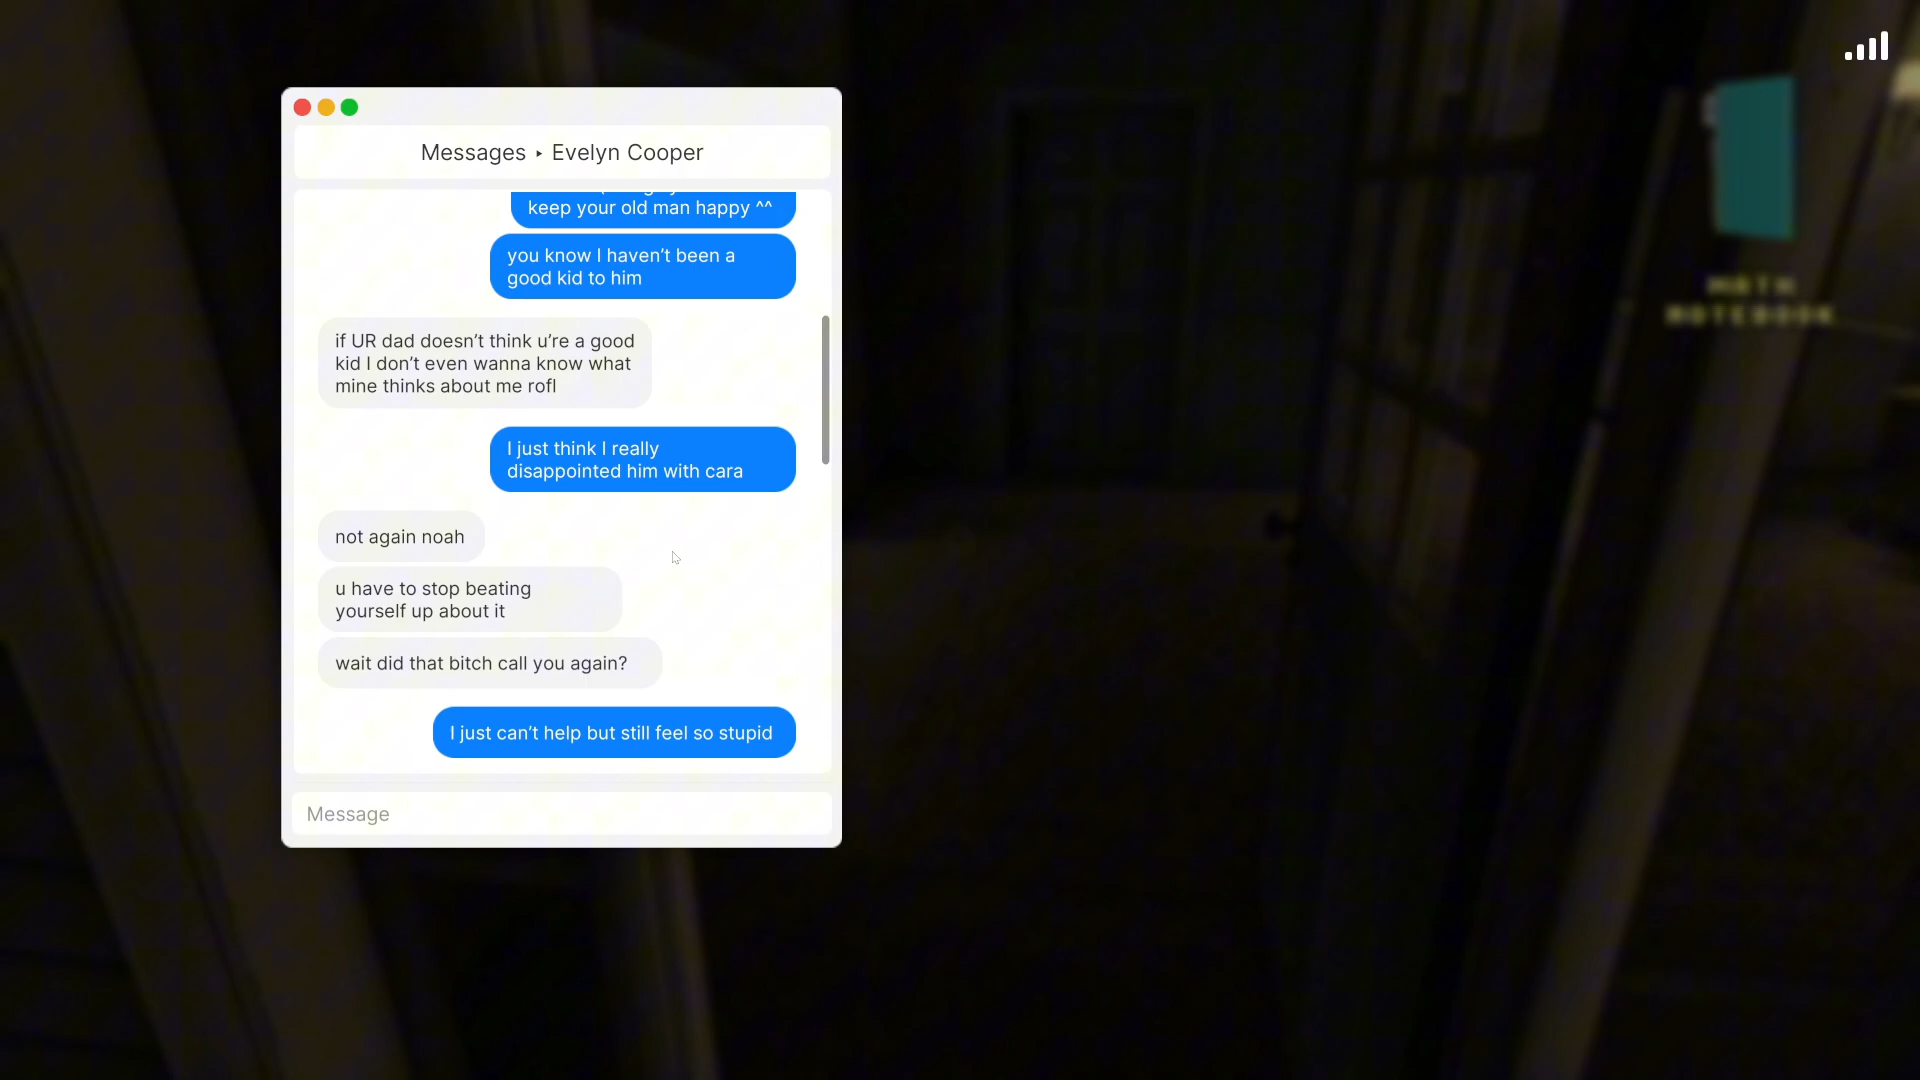 Messages ▸ Evelyn Cooper
keep your old man happy ^^
you know I haven’t been a
good kid to him
if UR dad doesn’t think u’re a good
kid I don’t even wanna know what
mine thinks about me rofl
I just think I really
disappointed him with cara
not again noah
u have to stop beating
yourself up about it
wait did that bitch call you again?
I just can’t help but still feel so stupid
Message
MATH
NOTEBOOK